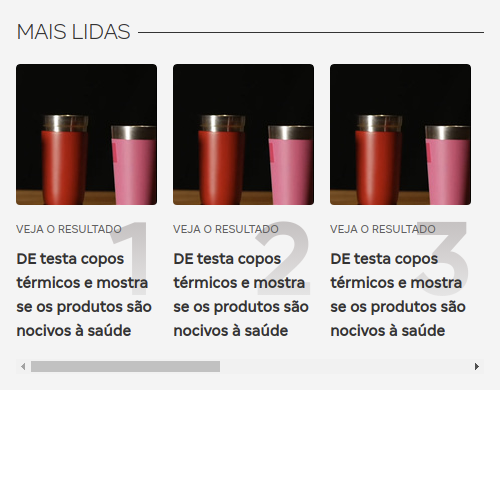 MAIS LIDAS
VEJA O RESULTADO
1
DE testa copos
térmicos e mostra
se os produtos são
nocivos à saúde
VEJA O RESULTADO
2
DE testa copos
térmicos e mostra
se os produtos são
nocivos à saúde
VEJA O RESULTADO
3
DE testa copos
térmicos e mostra
se os produtos são
nocivos à saúde